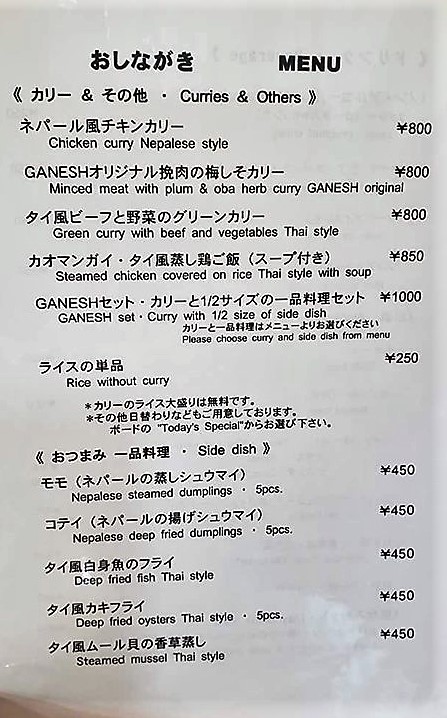 おしながき MENU
《 カリー & その他 ・ Curries & Others 》
ネパール風チキンカリー ¥800
Chicken curry Nepalese style
GANESHオリジナル挽肉の梅しそカリー ¥800
Minced meat with plum & oba herb curry GANESH original
タイ風ビーフと野菜のグリーンカリー ¥800
Green curry with beef and vegetables Thai style
カオマンガイ・タイ風蒸し鶏ご飯（スープ付き） ¥850
Steamed chicken covered on rice Thai style with soup
GANESHセット・カリーと1/2サイズの一品料理セット ¥1000
GANESH set・Curry with 1/2 size of side dish
カリーと一品料理はメニューよりお選びください
Please choose curry and side dish from menu
ライスの単品 ¥250
Rice without curry
＊カリーのライス大盛りは無料です。
＊その他日替わりなどもご用意しております。
ボードの "Today's Special"からお選び下さい。
《 おつまみ 一品料理 ・ Side dish 》
モモ（ネパールの蒸しシュウマイ） ¥450
Nepalese steamed dumplings ・ 5pcs.
コテイ（ネパールの揚げシュウマイ） ¥450
Nepalese deep fried dumplings ・ 5pcs.
タイ風白身魚のフライ ¥450
Deep fried fish Thai style
タイ風カキフライ ¥450
Deep fried oysters Thai style ・ 5pcs.
タイ風ムール貝の香草蒸し ¥450
Steamed mussel Thai style